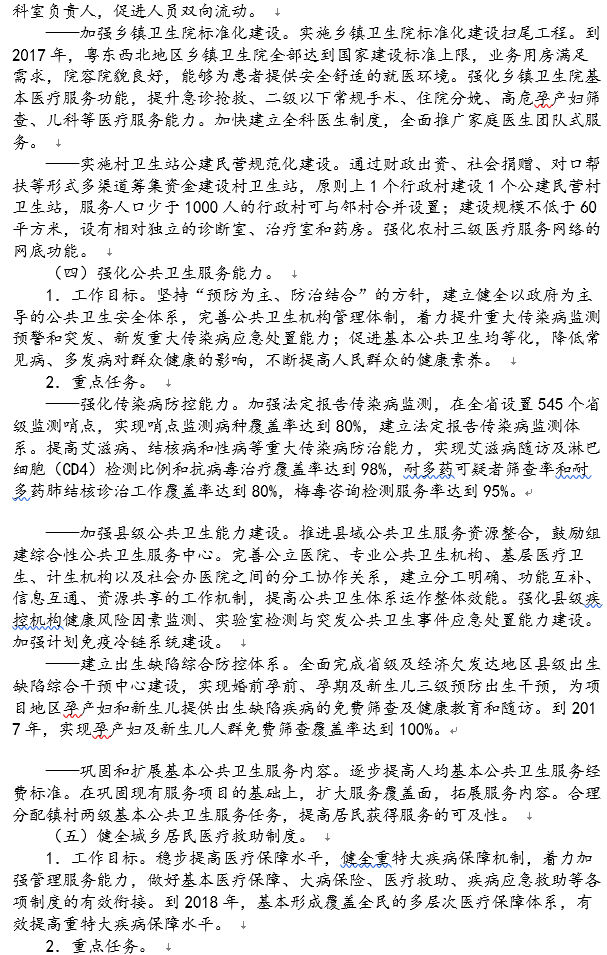 科室负责人，促进人员双向流动。
——加强乡镇卫生院标准化建设。实施乡镇卫生院标准化建设扫尾工程。到
2017年，粤东西北地区乡镇卫生院全部达到国家建设标准上限，业务用房满足
需求，院容院貌良好，能够为患者提供安全舒适的就医环境。强化乡镇卫生院基
本医疗服务功能，提升急诊抢救、二级以下常规手术、住院分娩、高危孕产妇筛
查、儿科等医疗服务能力。加快建立全科医生制度，全面推广家庭医生团队式服
务。
——实施村卫生站公建民营规范化建设。通过财政出资、社会捐赠、对口帮
扶等形式多渠道筹集资金建设村卫生站，原则上1个行政村建设1个公建民营村
卫生站，服务人口少于1000人的行政村可与邻村合并设置；建设规模不低于60
平方米，设有相对独立的诊断室、治疗室和药房。强化农村三级医疗服务网络的
网底功能。
（四）强化公共卫生服务能力。
1．工作目标。坚持“预防为主、防治结合”的方针，建立健全以政府为主
导的公共卫生安全体系，完善公共卫生机构管理体制，着力提升重大传染病监测
预警和突发、新发重大传染病应急处置能力；促进基本公共卫生均等化，降低常
见病、多发病对群众健康的影响，不断提高人民群众的健康素养。
2．重点任务。
——强化传染病防控能力。加强法定报告传染病监测，在全省设置545个省
级监测哨点，实现哨点监测病种覆盖率达到80%，建立法定报告传染病监测体
系。提高艾滋病、结核病和性病等重大传染病防治能力，实现艾滋病随访及淋巴
细胞（CD4）检测比例和抗病毒治疗覆盖率达到98%，耐多药可疑者筛查率和耐
多药肺结核诊治工作覆盖率达到80%，梅毒咨询检测服务率达到95%。
——加强县级公共卫生能力建设。推进县域公共卫生服务资源整合，鼓励组
建综合性公共卫生服务中心。完善公立医院、专业公共卫生机构、基层医疗卫
生、计生机构以及社会办医院之间的分工协作关系，建立分工明确、功能互补、
信息互通、资源共享的工作机制，提高公共卫生体系运作整体效能。强化县级疾
控机构健康风险因素监测、实验室检测与突发公共卫生事件应急处置能力建设。
加强计划免疫冷链系统建设。
——建立出生缺陷综合防控体系。全面完成省级及经济欠发达地区县级出生
缺陷综合干预中心建设，实现婚前孕前、孕期及新生儿三级预防出生干预，为项
目地区孕产妇和新生儿提供出生缺陷疾病的免费筛查及健康教育和随访。到201
7年，实现孕产妇及新生儿人群免费筛查覆盖率达到100%。
——巩固和扩展基本公共卫生服务内容。逐步提高人均基本公共卫生服务经
费标准。在巩固现有服务项目的基础上，扩大服务覆盖面，拓展服务内容。合理
分配镇村两级基本公共卫生服务任务，提高居民获得服务的可及性。
（五）健全城乡居民医疗救助制度。
1．工作目标。稳步提高医疗保障水平，健全重特大疾病保障机制，着力加
强管理服务能力，做好基本医疗保障、大病保险、医疗救助、疾病应急救助等各
项制度的有效衔接。到2018年，基本形成覆盖全民的多层次医疗保障体系，有
效提高重特大疾病保障水平。
2．重点任务。